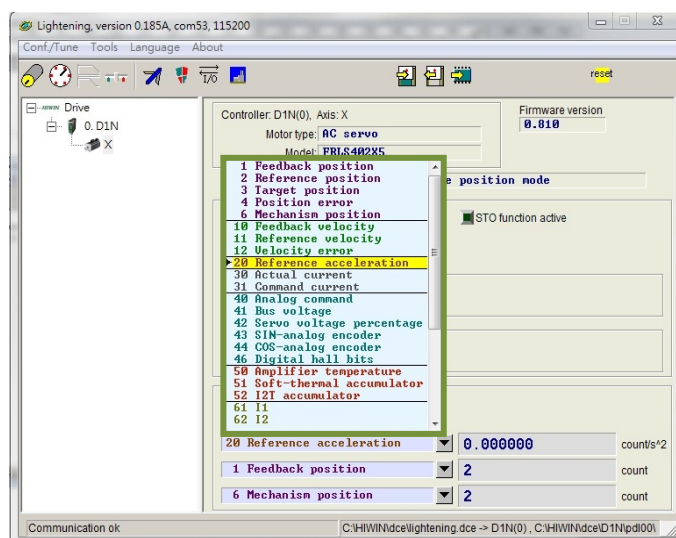 Lightening, version 0.185A, com53, 115200
Conf./Tune Tools Language About
I/O
reset
HIWIN Drive
0. D1N
X
Controller: D1N(0), Axis: X
Firmware version
0.810
Motor type: AC servo
Model: FRLS402X5
e position mode
STO function active
1 Feedback position
2 Reference position
3 Target position
4 Position error
6 Mechanism position
10 Feedback velocity
11 Reference velocity
12 Velocity error
20 Reference acceleration
30 Actual current
31 Command current
40 Analog command
41 Bus voltage
42 Servo voltage percentage
43 SIN-analog encoder
44 COS-analog encoder
46 Digital hall bits
50 Amplifier temperature
51 Soft-thermal accumulator
52 I2T accumulator
61 I1
62 I2
20 Reference acceleration 0.000000 count/s^2
1 Feedback position 2 count
6 Mechanism position 2 count
Communication ok
C:\HIWIN\dce\lightening.dce -> D1N(0) , C:\HIWIN\dce\D1N\pdl00\